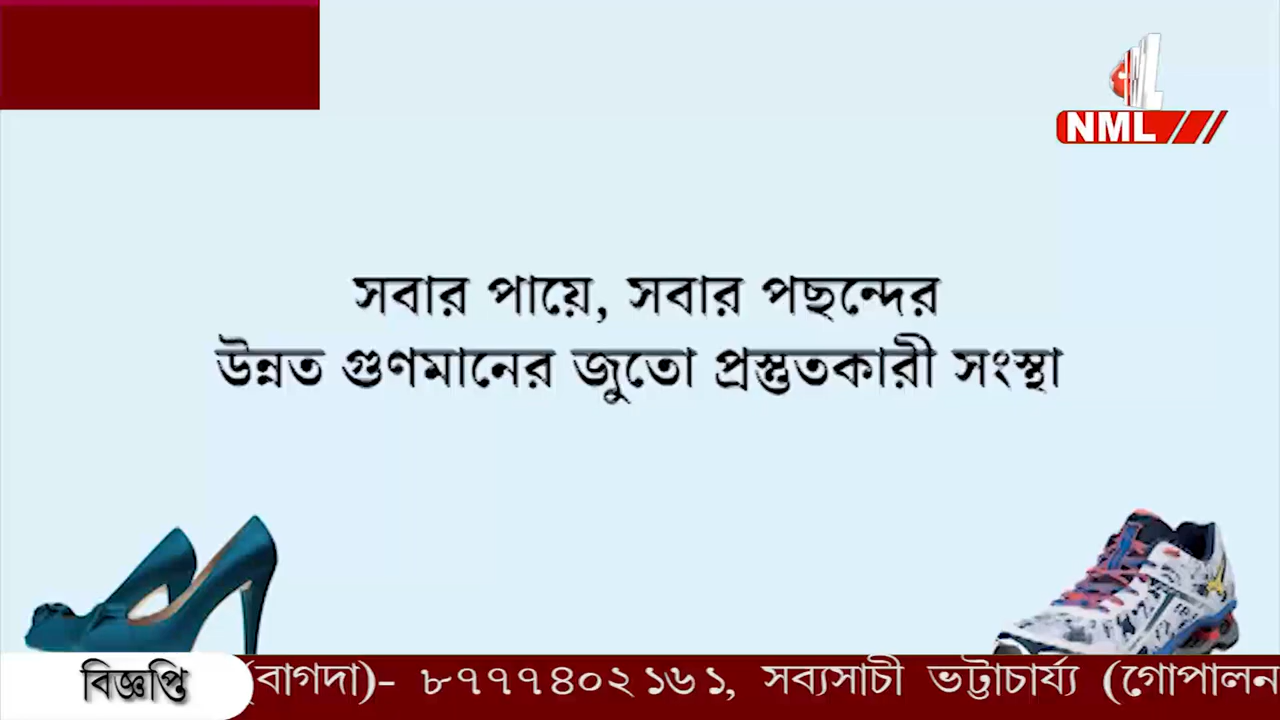 NML
সবার পায়ে, সবার পছন্দের
উন্নত গুণমানের জুতো প্রস্তুতকারী সংস্থা
বিজ্ঞপ্তি
(বাগদা)- ৮৭৭৭৪০২১৬১, সব্যসাচী ভট্টাচার্য্য (গোপালন